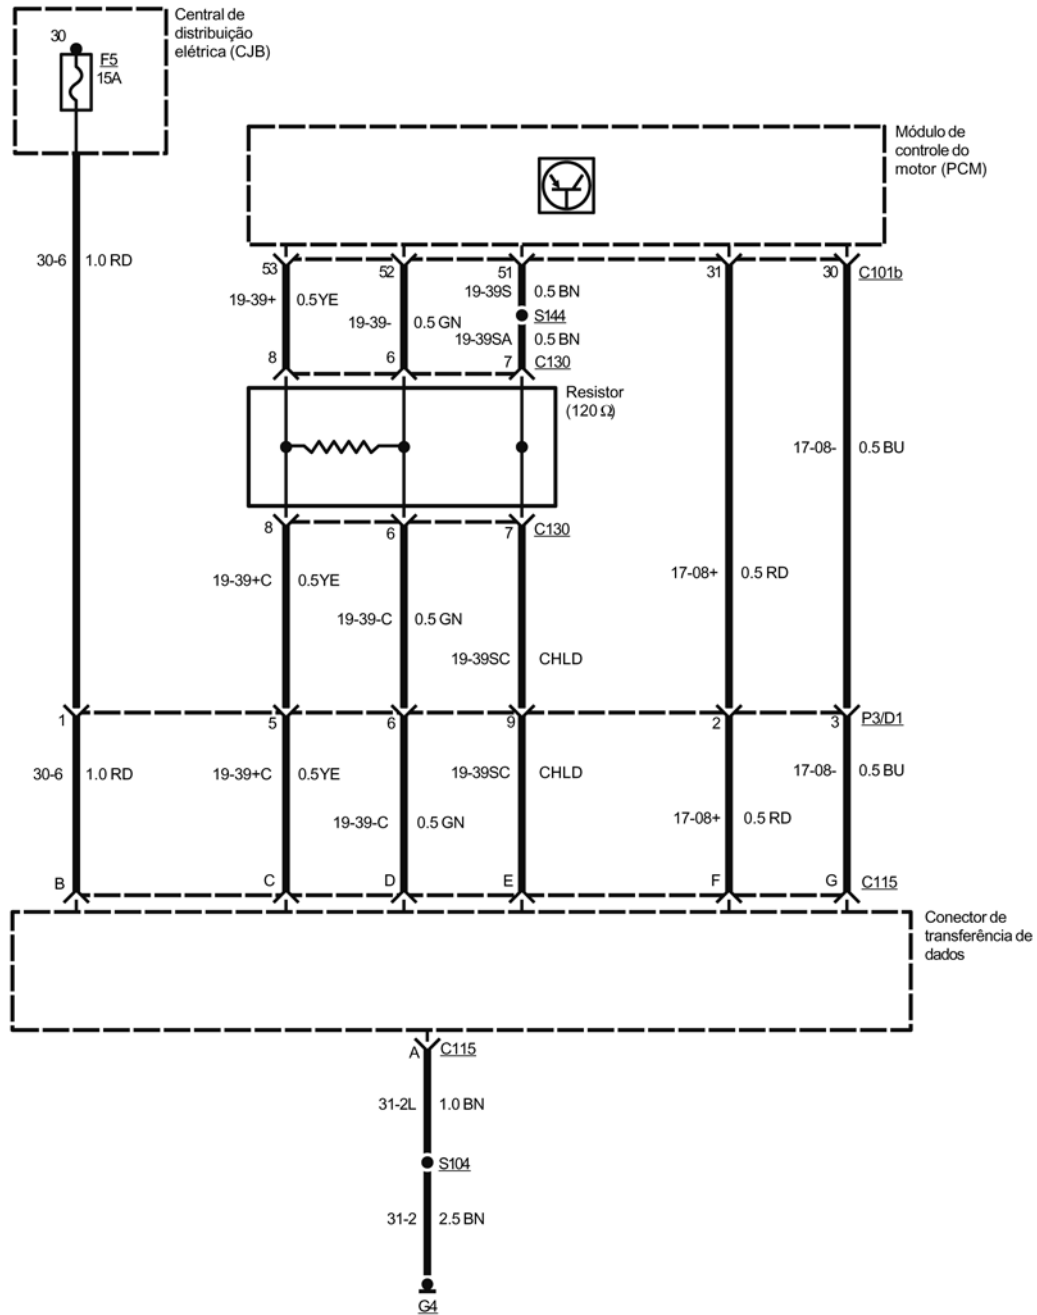 Central de
distribuição
elétrica (CJB)
30
F5
15A
Módulo de
controle do
motor (PCM)
30-6 1.0 RD
53 52 51 31 30 C101b
19-39+ 0.5YE
19-39- 0.5 GN
19-39S 0.5 BN
S144
19-39SA 0.5 BN
8 6 7 C130
Resistor
(120 Ω)
17-08- 0.5 BU
8 6 7 C130
17-08+ 0.5 RD
19-39+C 0.5YE
19-39-C 0.5 GN
19-39SC CHLD
1 5 6 9 2 3 P3/D1
30-6 1.0 RD
19-39+C 0.5YE
19-39SC CHLD
17-08- 0.5 BU
19-39-C 0.5 GN
17-08+ 0.5 RD
B C D E F G C115
Conector de
transferência de
dados
A C115
31-2L 1.0 BN
S104
31-2 2.5 BN
G4